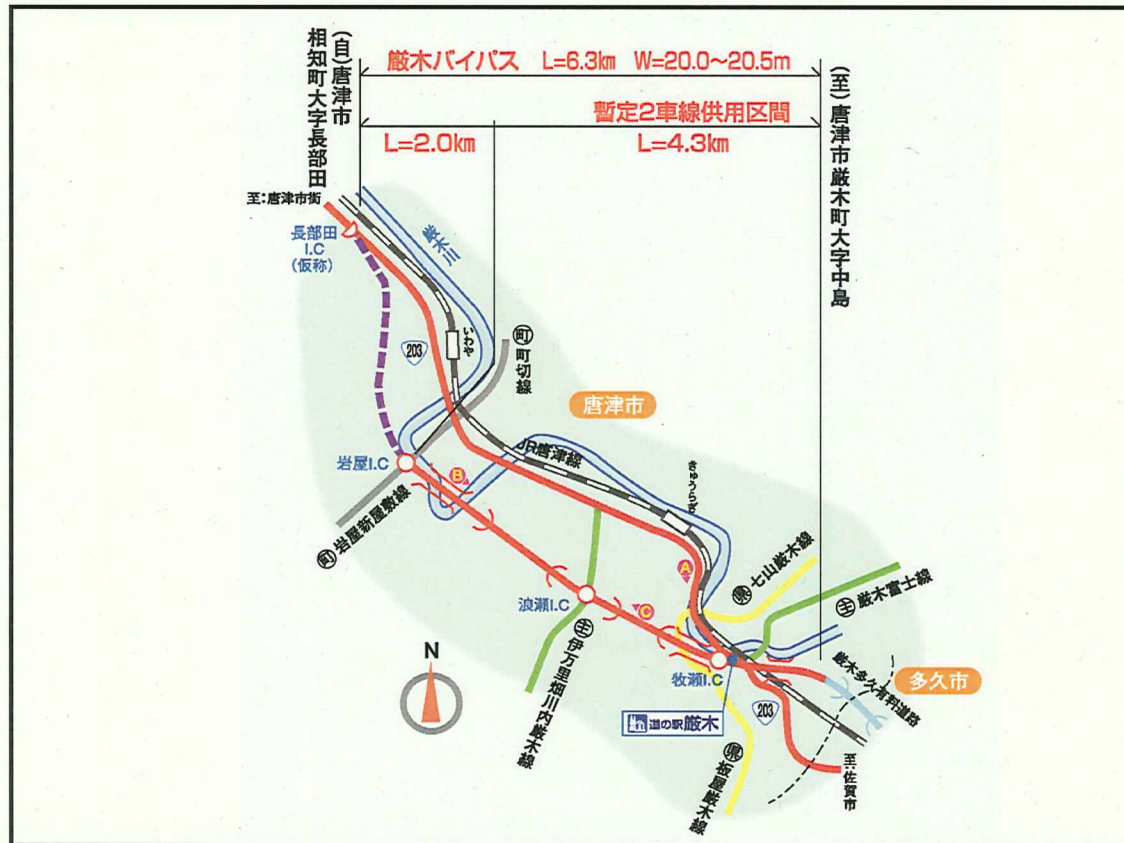 (自)唐津市
相知町大字長部田
厳木バイパス L=6.3km W=20.0~20.5m
暫定2車線供用区間
L=2.0km
L=4.3km
(至)唐津市厳木町大字中島
至:唐津市街
長部田
I.C
(仮称)
厳木川
203
いわや
町 町切線
唐津市
JR唐津線
岩屋I.C
B
町 岩屋新屋敷線
きゅうらぎ
A
県 七山厳木線
主 厳木富士線
浪瀬I.C
C
主 伊万里畑川内厳木線
牧瀬I.C
厳木多久有料道路
多久市
N
道の駅 厳木
203
県 板屋厳木線
至:佐賀市